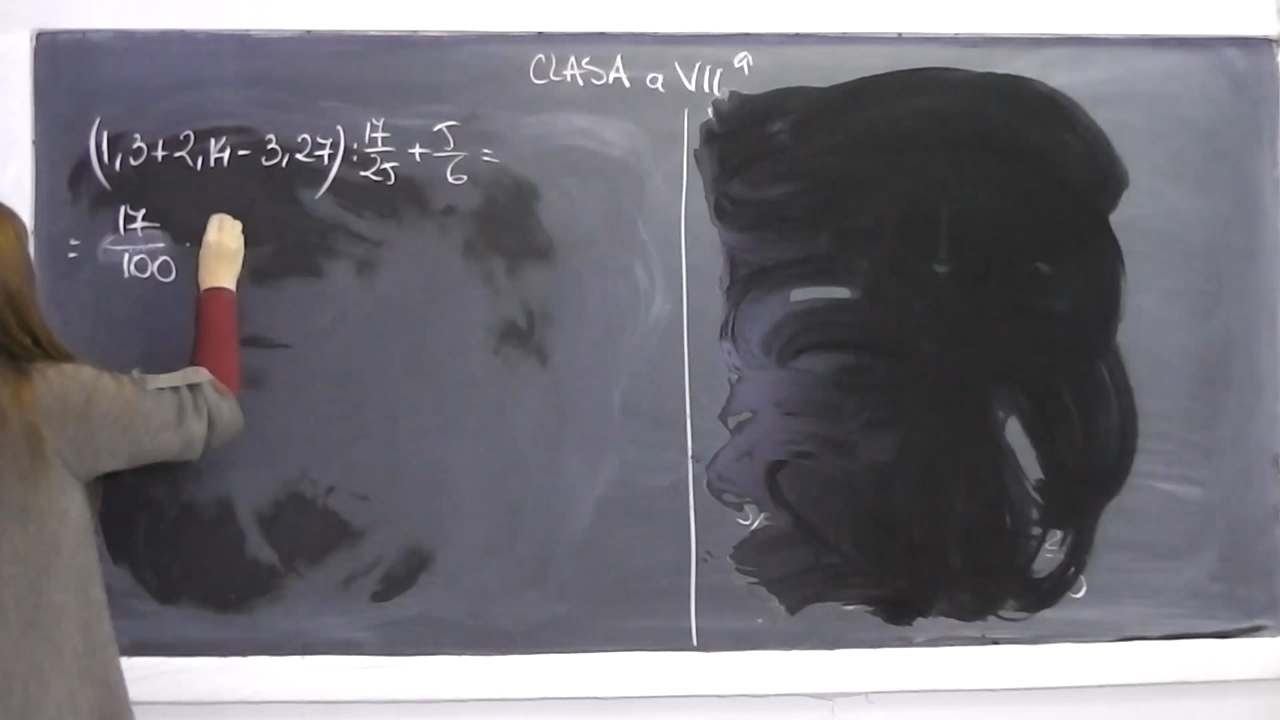 CLASA a VII a
(1,3+2,14-3,27):17/25+5/6=
= 17/100 ·